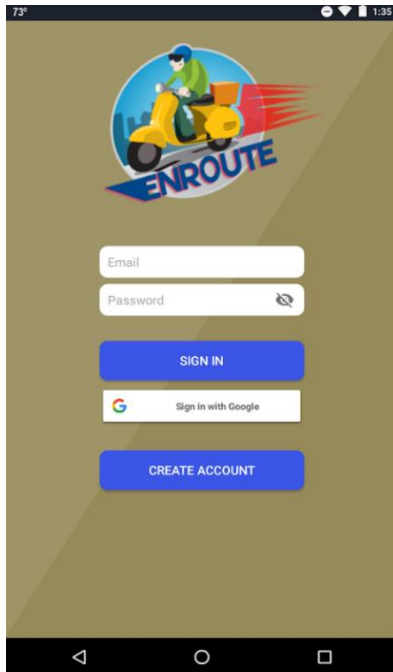 73°
1:35
ENROUTE
Email
Password
SIGN IN
G
Sign in with Google
CREATE ACCOUNT